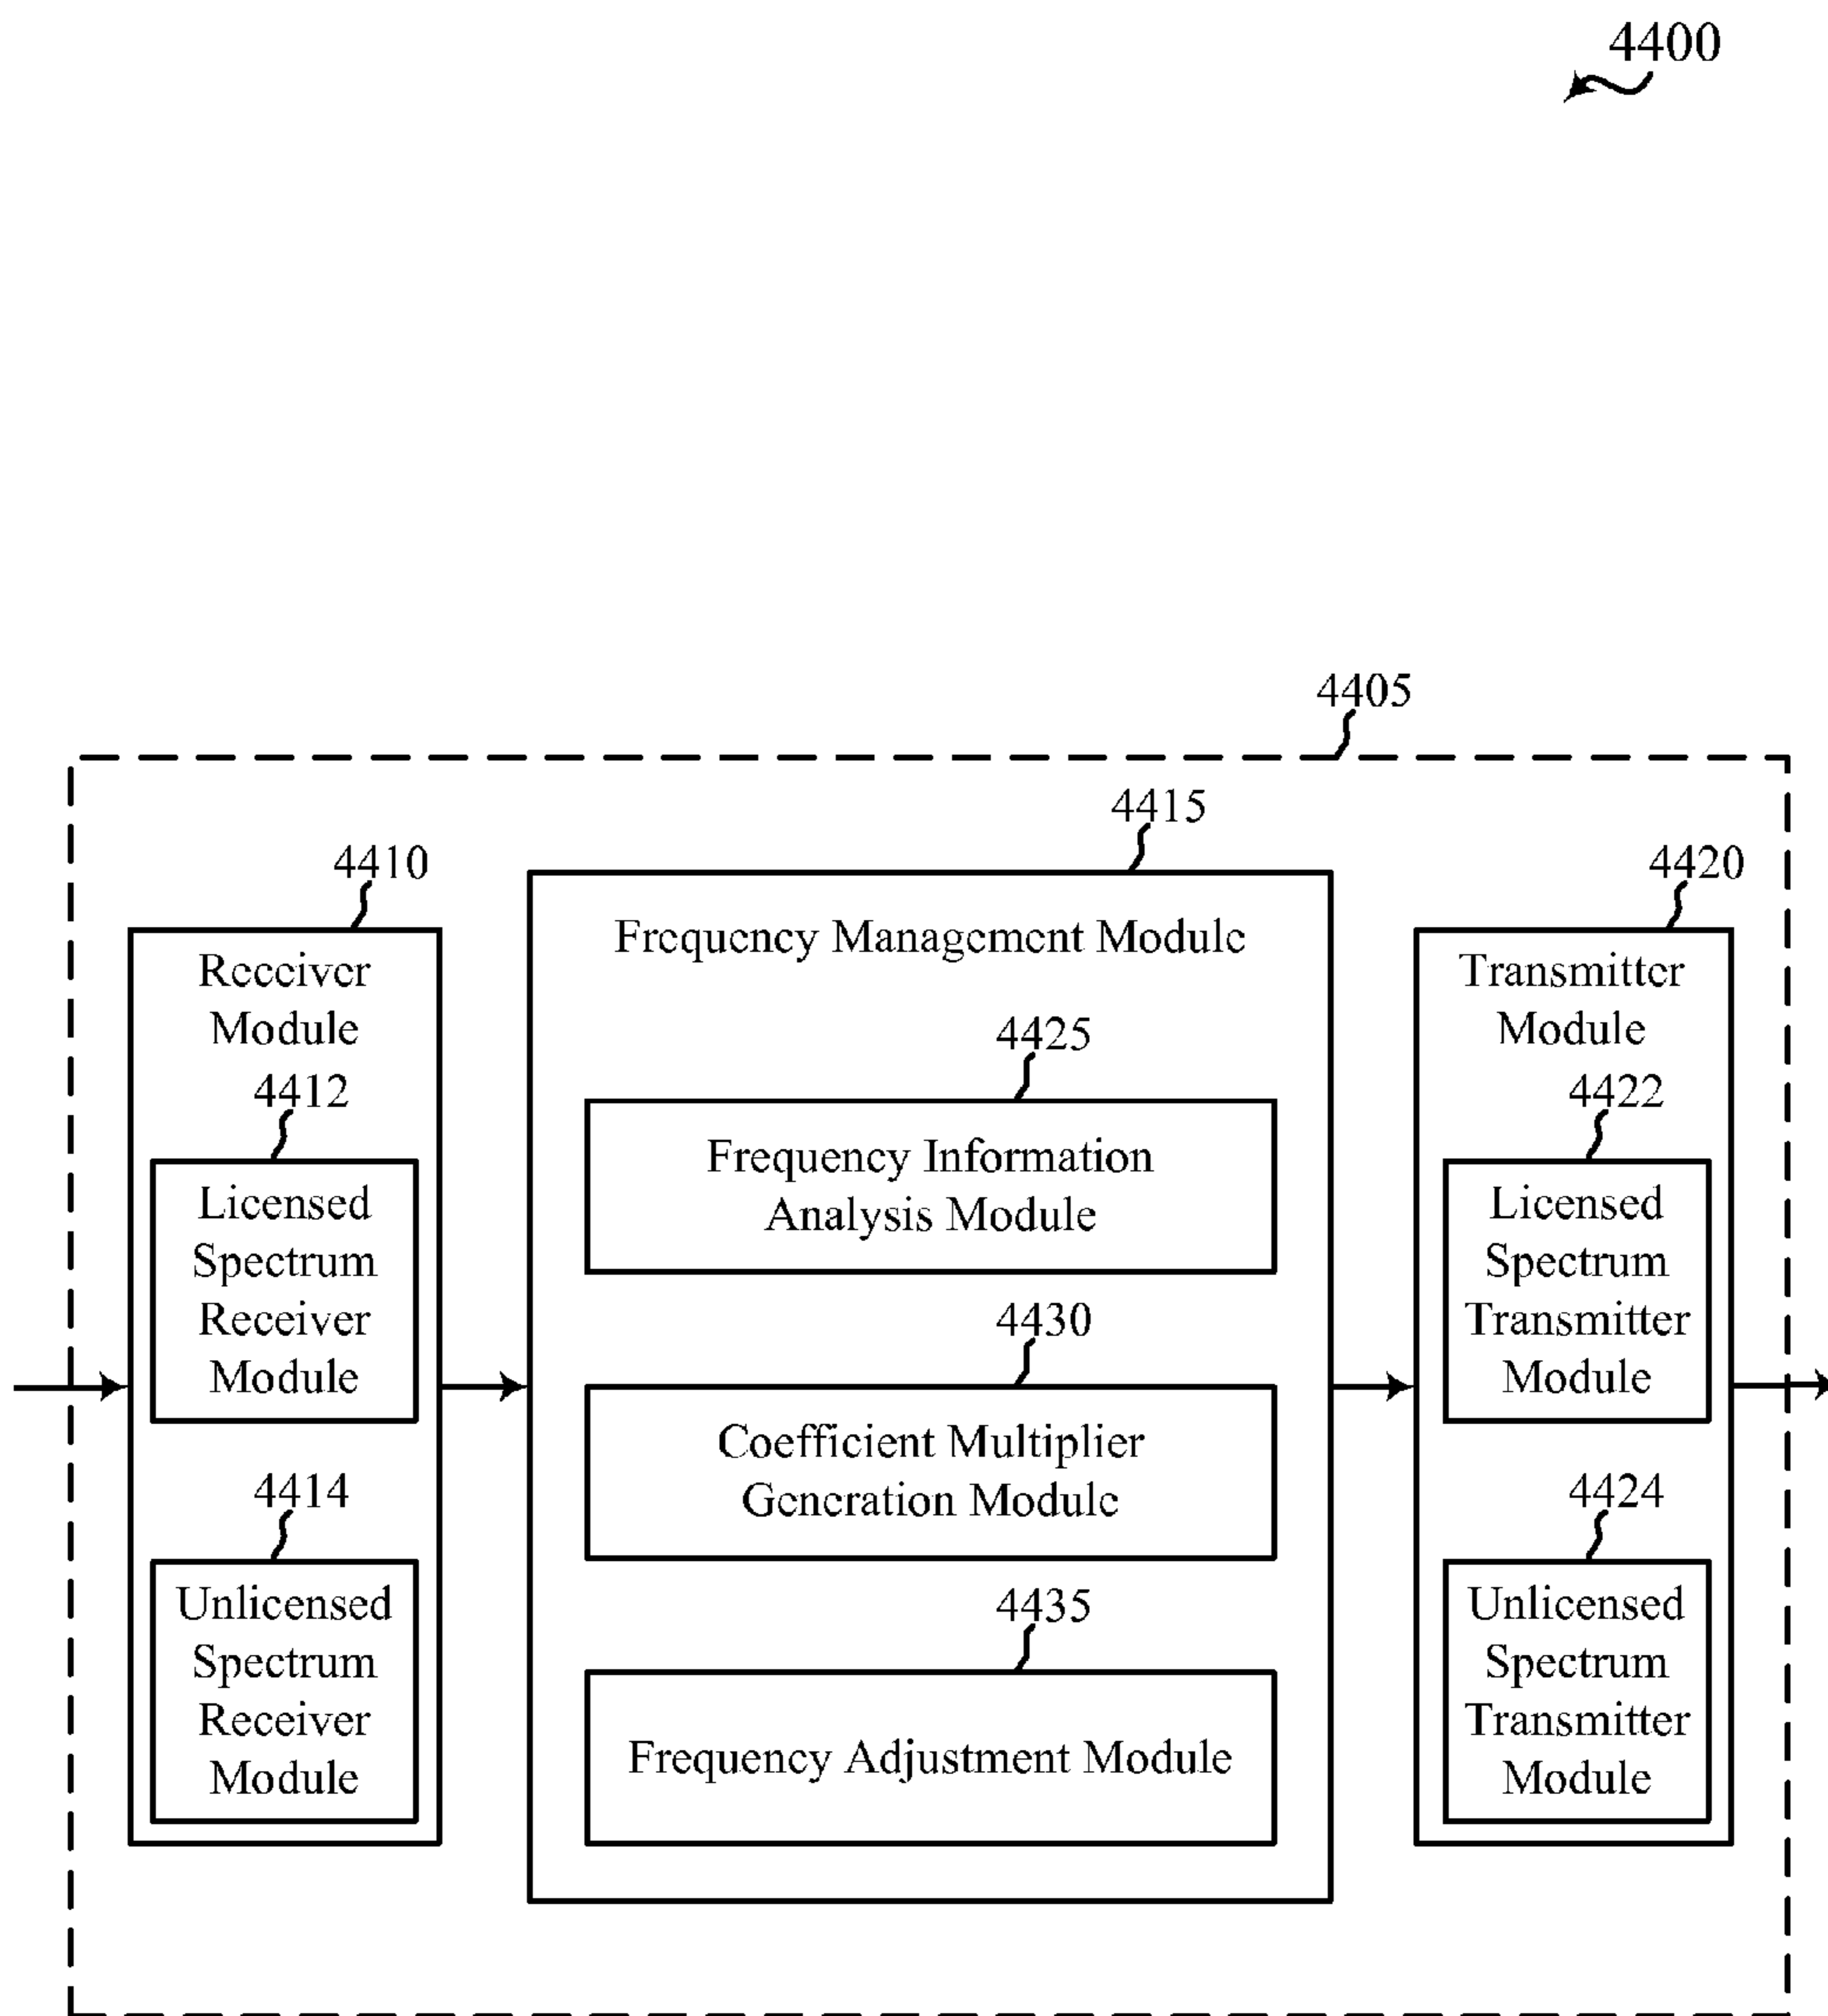 4400
4405
4415
4410
4420
Frequency Management Module
Receiver
Module
Transmitter
Module
4425
4412
4422
Frequency Information
Analysis Module
Licensed
Spectrum
Receiver
Module
Licensed
Spectrum
Transmitter
Module
4430
Coefficient Multiplier
Generation Module
4414
4424
Unlicensed
Spectrum
Receiver
Module
4435
Frequency Adjustment Module
Unlicensed
Spectrum
Transmitter
Module